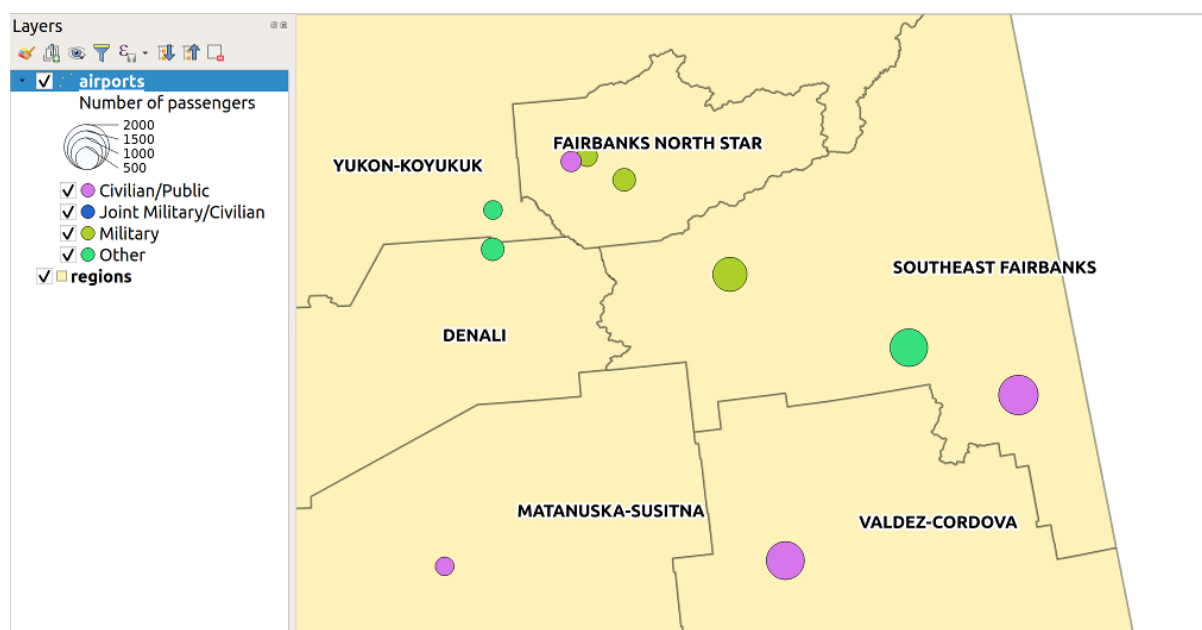 Layers
airports
Number of passengers
2000
1500
1000
500
Civilian/Public
Joint Military/Civilian
Military
Other
regions
FAIRBANKS NORTH STAR
YUKON-KOYUKUK
SOUTHEAST FAIRBANKS
DENALI
MATANUSKA-SUSITNA
VALDEZ-CORDOVA